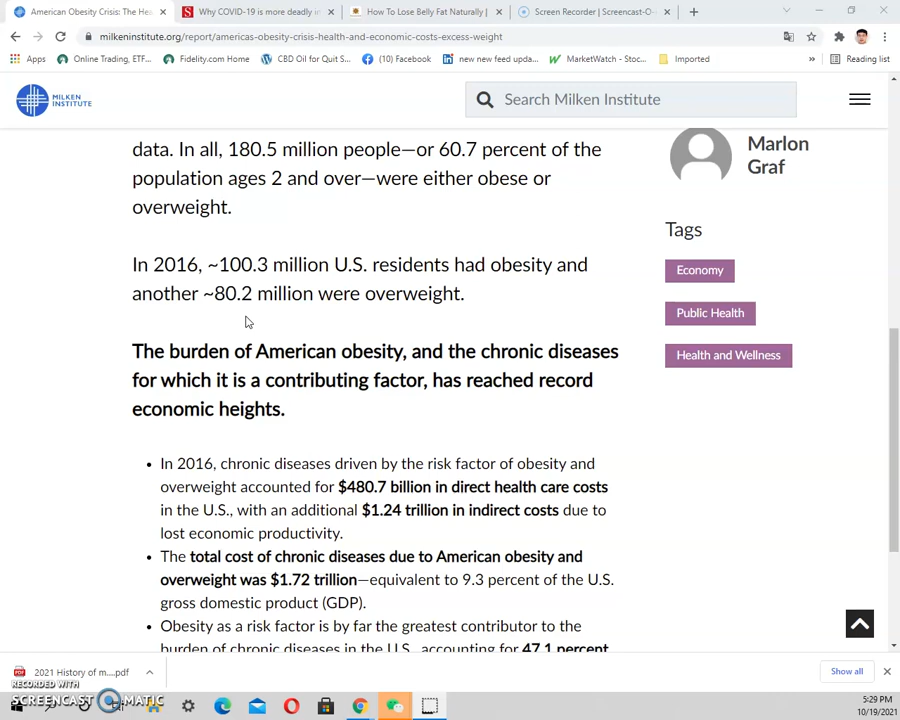 American Obesity Crisis: The Hea
Why COVID-19 is more deadly in
How To Lose Belly Fat Naturally |
Screen Recorder | Screencast-O-
milkeninstitute.org/report/americas-obesity-crisis-health-and-economic-costs-excess-weight
Apps
Online Trading, ETF...
Fidelity.com Home
CBD Oil for Quit S...
(10) Facebook
new new feed upda...
MarketWatch - Stoc...
Imported
»
Reading list
MILKEN
INSTITUTE
Search Milken Institute
data. In all, 180.5 million people—or 60.7 percent of the
population ages 2 and over—were either obese or
overweight.
In 2016, ~100.3 million U.S. residents had obesity and
another ~80.2 million were overweight.
The burden of American obesity, and the chronic diseases
for which it is a contributing factor, has reached record
economic heights.
• In 2016, chronic diseases driven by the risk factor of obesity and
overweight accounted for $480.7 billion in direct health care costs
in the U.S., with an additional $1.24 trillion in indirect costs due to
lost economic productivity.
• The total cost of chronic diseases due to American obesity and
overweight was $1.72 trillion—equivalent to 9.3 percent of the U.S.
gross domestic product (GDP).
• Obesity as a risk factor is by far the greatest contributor to the
burden of chronic diseases in the U.S., accounting for 47.1 percent
Marlon
Graf
Tags
Economy
Public Health
Health and Wellness
2021 History of m....pdf
Show all
RECORDED WITH
SCREENCAST MATIC
5:29 PM
10/19/2021